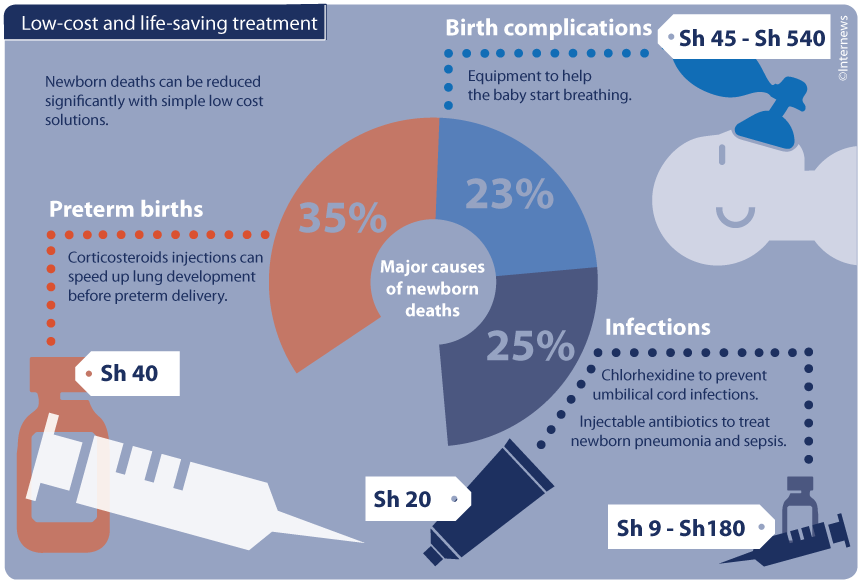 Low-cost and life-saving treatment
Newborn deaths can be reduced
significantly with simple low cost
solutions.
Birth complications
Sh 45 - Sh 540
Equipment to help
the baby start breathing.
©Internews
Preterm births
Corticosteroids injections can
speed up lung development
before preterm delivery.
Sh 40
35%
23%
25%
Major causes
of newborn
deaths
Infections
Chlorhexidine to prevent
umbilical cord infections.
Injectable antibiotics to treat
newborn pneumonia and sepsis.
Sh 20
Sh 9 - Sh180